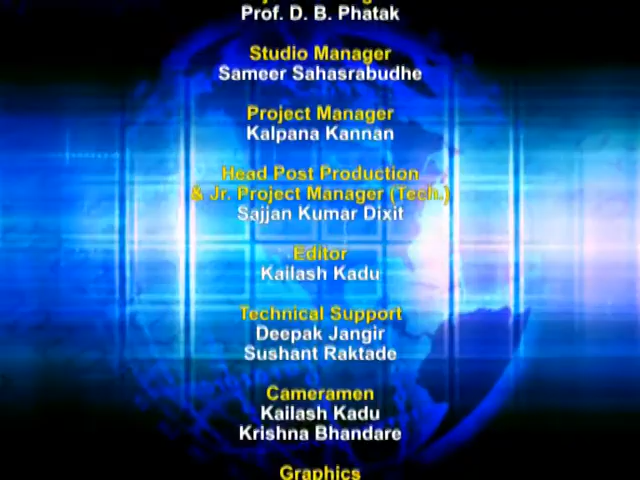 Prof. D. B. Phatak
Studio Manager
Sameer Sahasrabudhe
Project Manager
Kalpana Kannan
Head Post Production
& Jr. Project Manager (Tech.)
Sajjan Kumar Dixit
Editor
Kailash Kadu
Technical Support
Deepak Jangir
Sushant Raktade
Cameramen
Kailash Kadu
Krishna Bhandare
Graphics